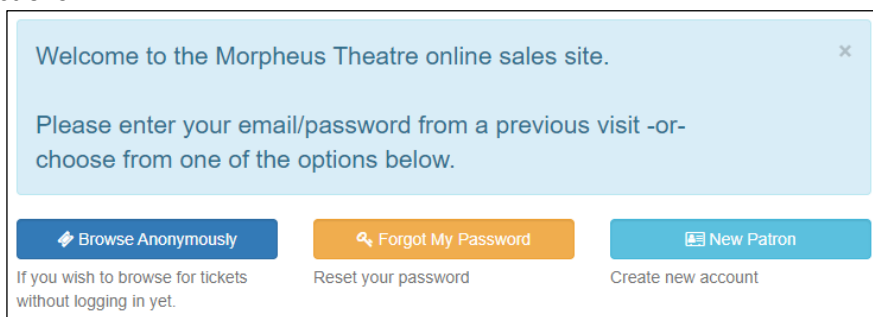 Welcome to the Morpheus Theatre online sales site.
×
Please enter your email/password from a previous visit -or-
choose from one of the options below.
Browse Anonymously
Forgot My Password
New Patron
If you wish to browse for tickets
without logging in yet.
Reset your password
Create new account